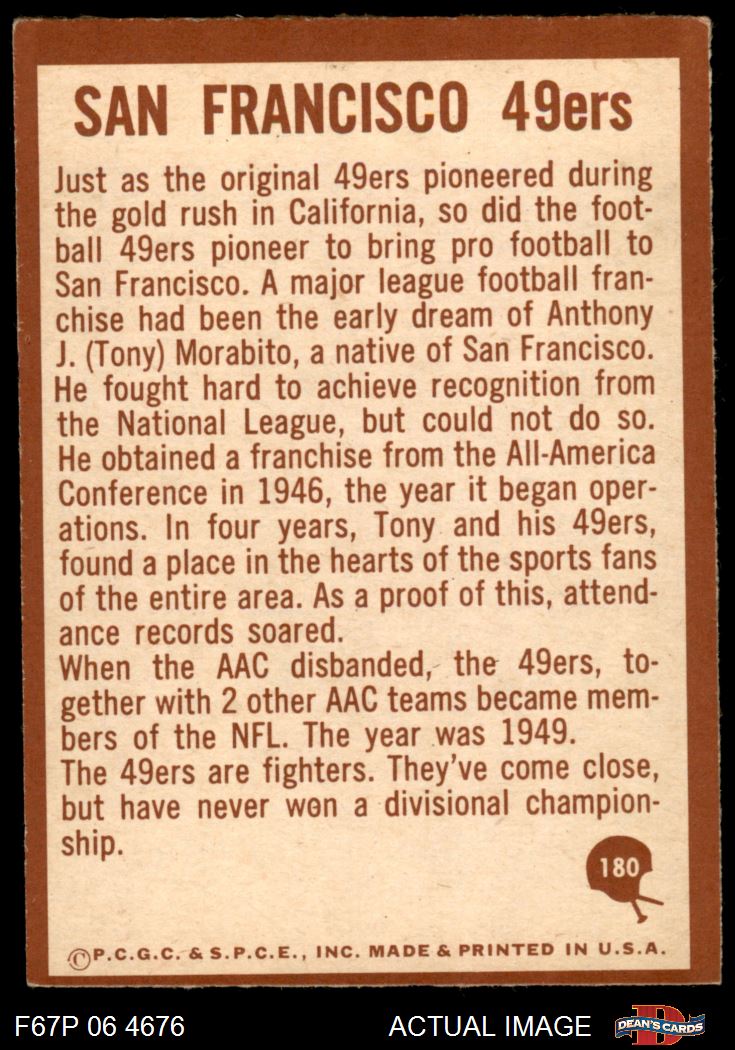 SAN FRANCISCO 49ers
Just as the original 49ers pioneered during
the gold rush in California, so did the foot-
ball 49ers pioneer to bring pro football to
San Francisco. A major league football fran-
chise had been the early dream of Anthony
J. (Tony) Morabito, a native of San Francisco.
He fought hard to achieve recognition from
the National League, but could not do so.
He obtained a franchise from the All-America
Conference in 1946, the year it began oper-
ations. In four years, Tony and his 49ers,
found a place in the hearts of the sports fans
of the entire area. As a proof of this, attend-
ance records soared.
When the AAC disbanded, the 49ers, to-
gether with 2 other AAC teams became mem-
bers of the NFL. The year was 1949.
The 49ers are fighters. They've come close,
but have never won a divisional champion-
ship.
180
©P.C.G.C. & S.P.C.E., INC. MADE & PRINTED IN U.S.A.
F67P 06 4676 ACTUAL IMAGE D DEAN'S CARDS